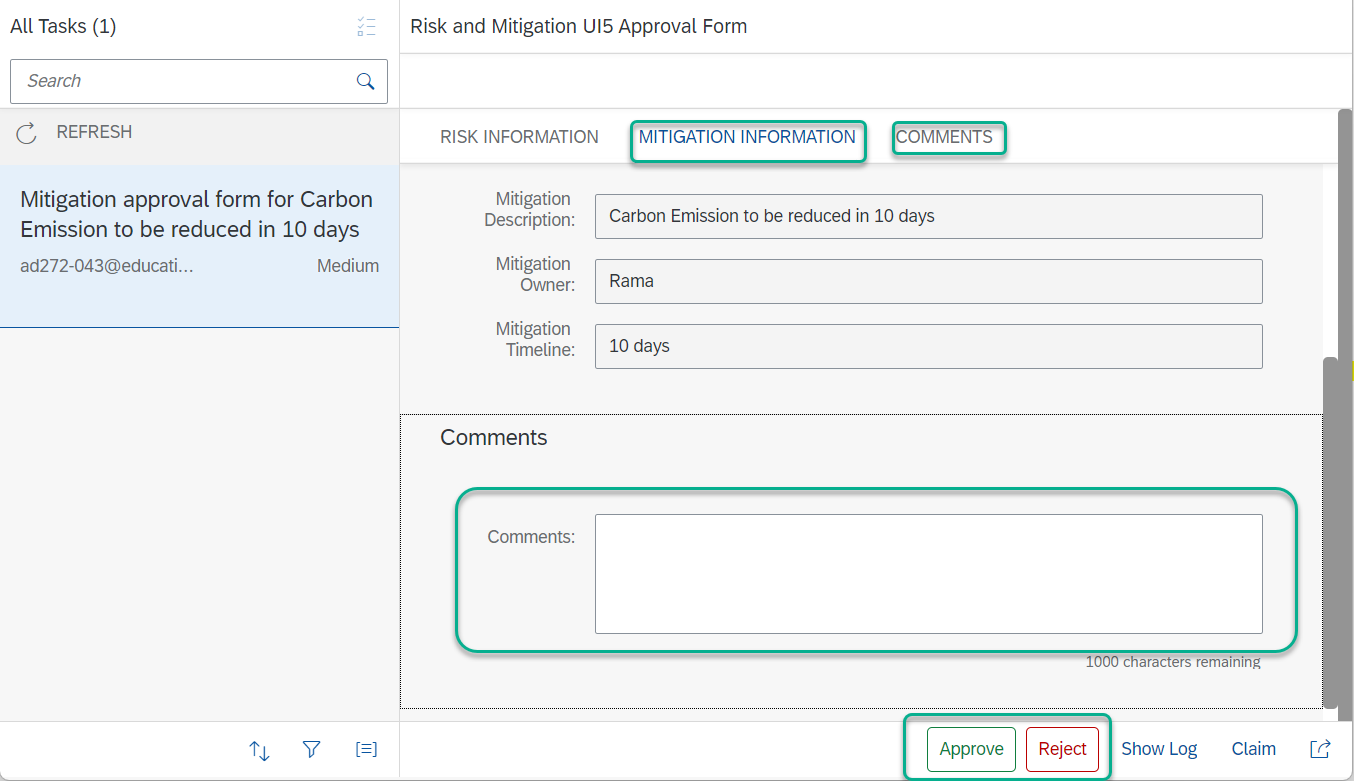 All Tasks (1)
Search
REFRESH
Mitigation approval form for Carbon
Emission to be reduced in 10 days
ad272-043@educati...
Medium
Risk and Mitigation UI5 Approval Form
RISK INFORMATION
MITIGATION INFORMATION
COMMENTS
Mitigation
Description:
Carbon Emission to be reduced in 10 days
Mitigation
Owner:
Rama
Mitigation
Timeline:
10 days
Comments
Comments:
1000 characters remaining
Approve
Reject
Show Log
Claim